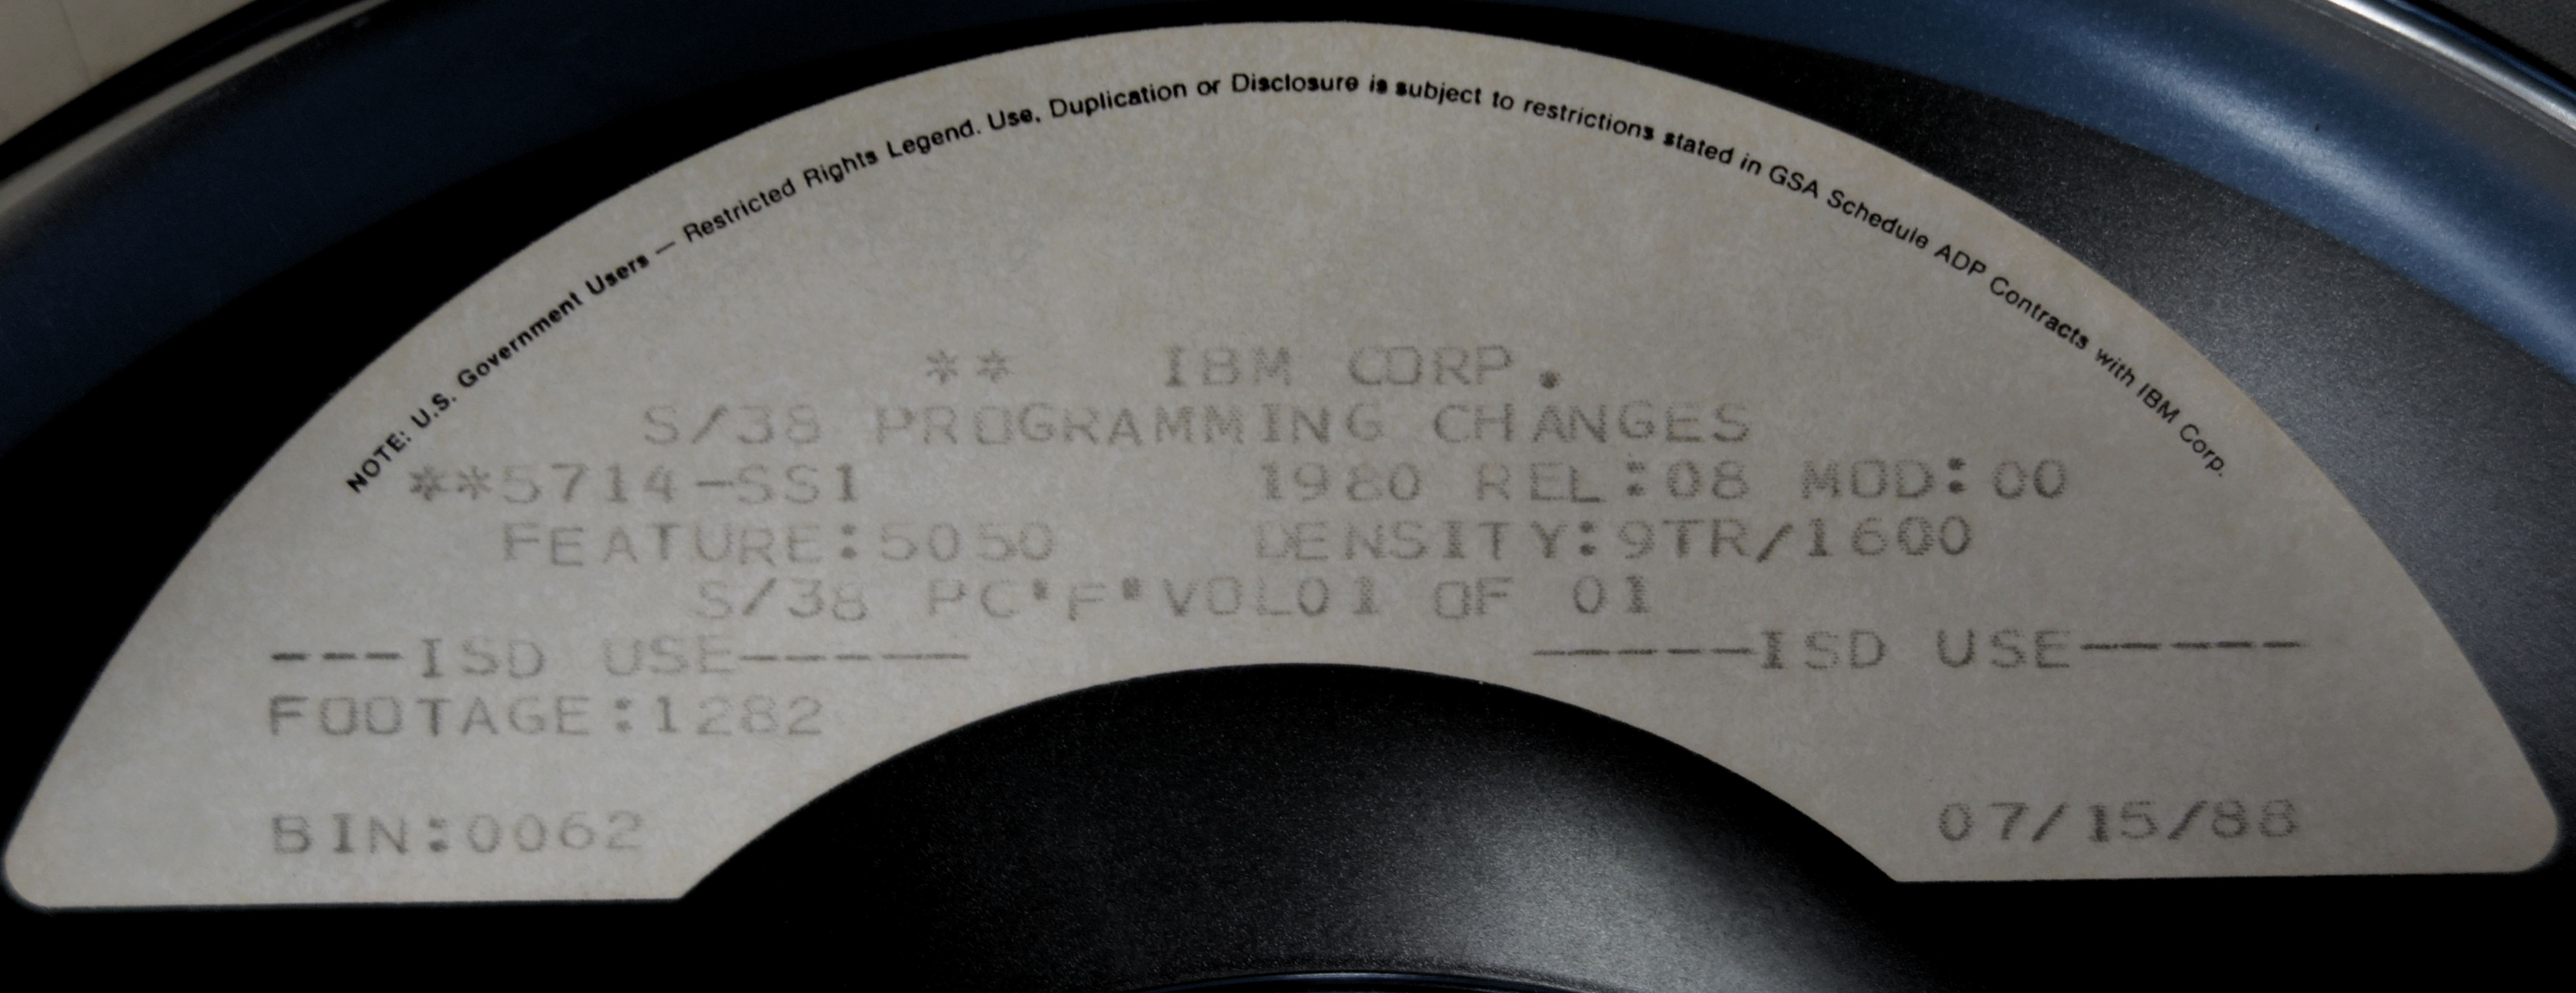 NOTE: U.S. Government Users — Restricted Rights Legend. Use, Duplication or Disclosure is subject to restrictions stated in GSA Schedule ADP Contracts with IBM Corp.
** IBM CORP.
S/38 PROGRAMMING CHANGES
**5714-SS1 1980 REL:08 MOD:00
FEATURE:5050 DENSITY:9TR/1600
S/38 PC'F'VOL01 OF 01
---ISD USE----- -----ISD USE-----
FOOTAGE:1282
BIN:0062 07/15/88